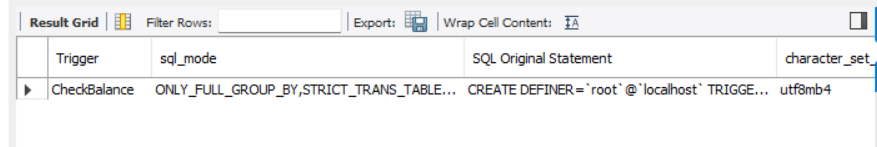 Result Grid Filter Rows: Export: Wrap Cell Content: IA
Trigger sql_mode SQL Original Statement character_set_
CheckBalance ONLY_FULL_GROUP_BY,STRICT_TRANS_TABLE... CREATE DEFINER=`root`@`localhost` TRIGGE... utf8mb4